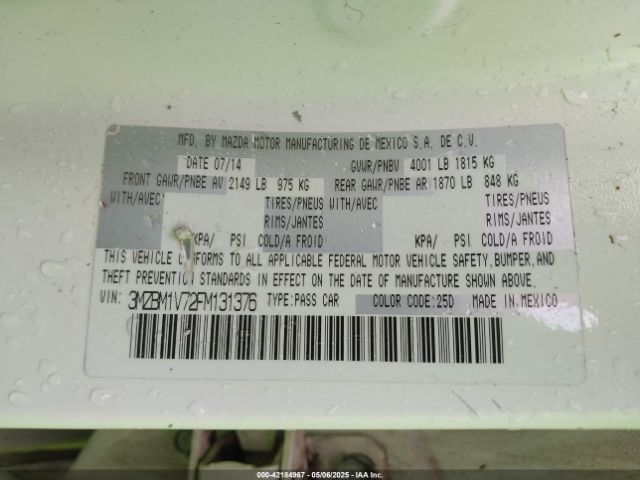 MFD. BY MAZDA MOTOR MANUFACTURING DE MEXICO S.A. DE C.V.
DATE 07/14 GVWR/PNBV 4001 LB 1815 KG
FRONT GAWR/PNBE AV 2149 LB 975 KG REAR GAWR/PNBE AR 1870 LB 848 KG
WITH/AVEC TIRES/PNEUS WITH/AVEC TIRES/PNEUS
RIMS/JANTES RIMS/JANTES
KPA/ PSI COLD/A FROID KPA/ PSI COLD/A FROID
THIS VEHICLE CONFORMS TO ALL APPLICABLE FEDERAL MOTOR VEHICLE SAFETY, BUMPER, AND
THEFT PREVENTION STANDARDS IN EFFECT ON THE DATE OF MANUFACTURE SHOWN ABOVE.
VIN: 3MZBM1V72FM131376 TYPE:PASS CAR COLOR CODE:25D MADE IN MEXICO
000-42184967 - 05/06/2025 - IAA Inc.